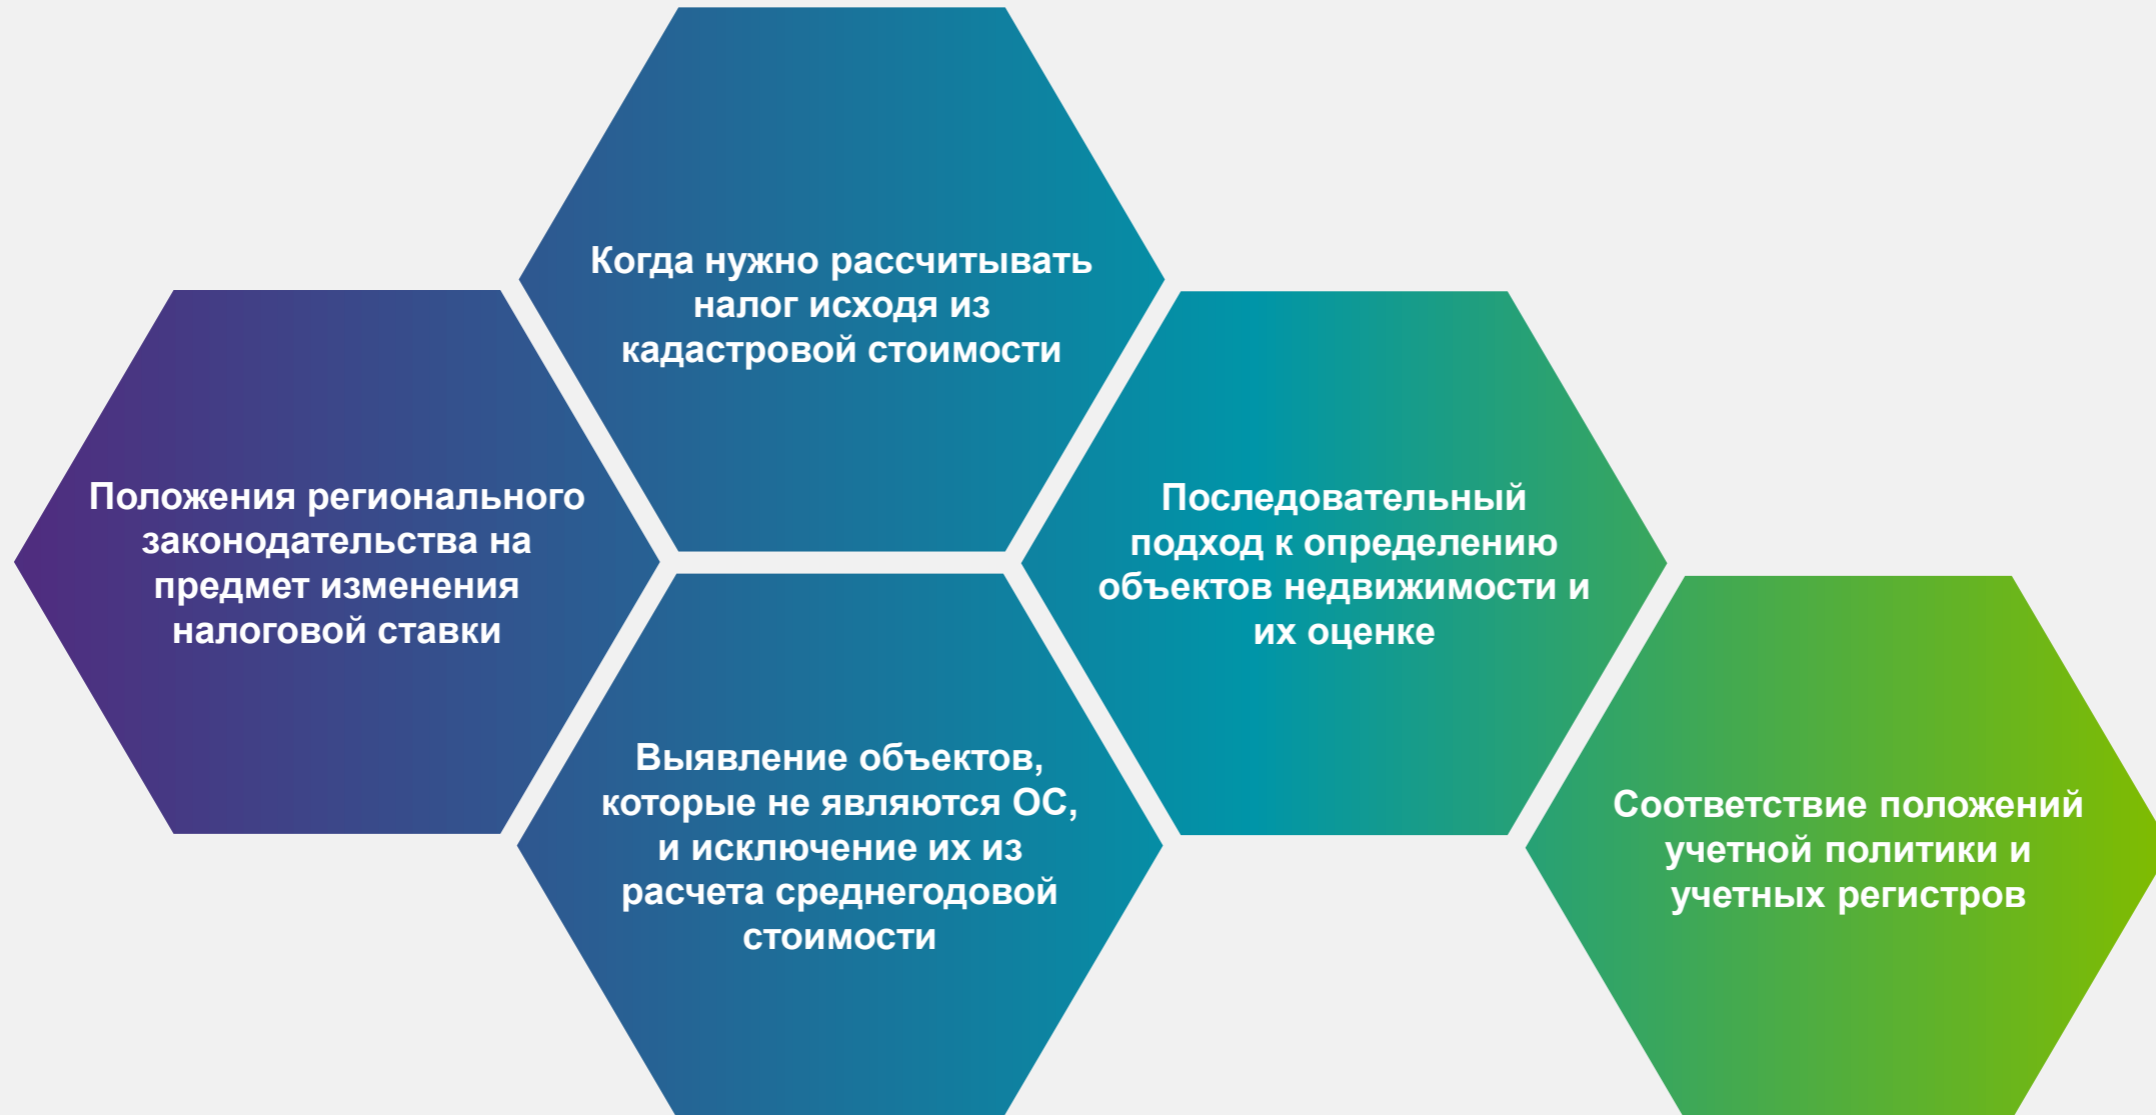 Когда нужно рассчитывать
налог исходя из
кадастровой стоимости
Положения регионального
законодательства на
предмет изменения
налоговой ставки
Последовательный
подход к определению
объектов недвижимости и
их оценке
Выявление объектов,
которые не являются ОС,
и исключение их из
расчета среднегодовой
стоимости
Соответствие положений
учетной политики и
учетных регистров